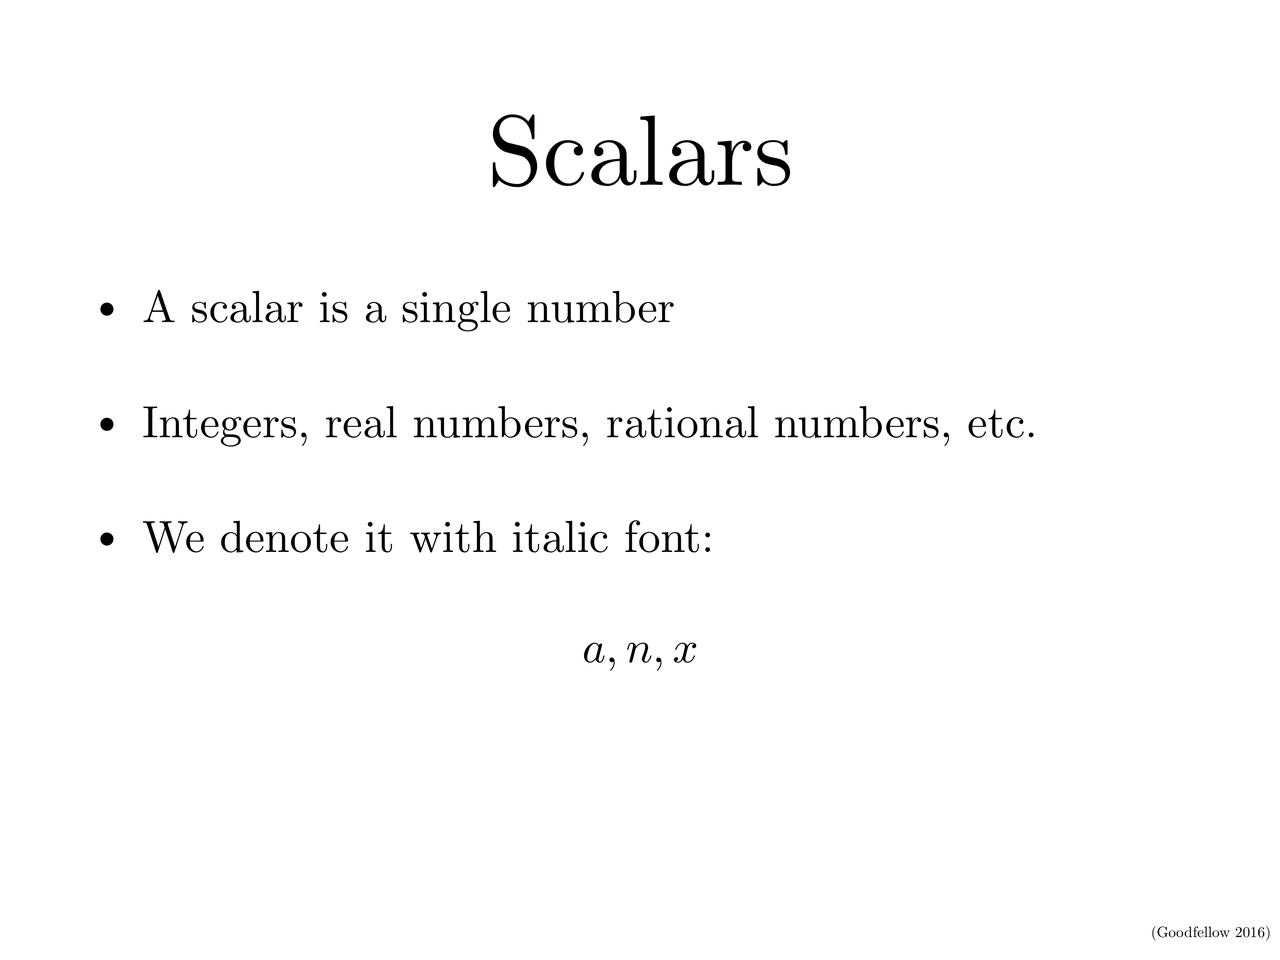 Scalars
• A scalar is a single number
• Integers, real numbers, rational numbers, etc.
• We denote it with italic font:
a, n, x
(Goodfellow 2016)